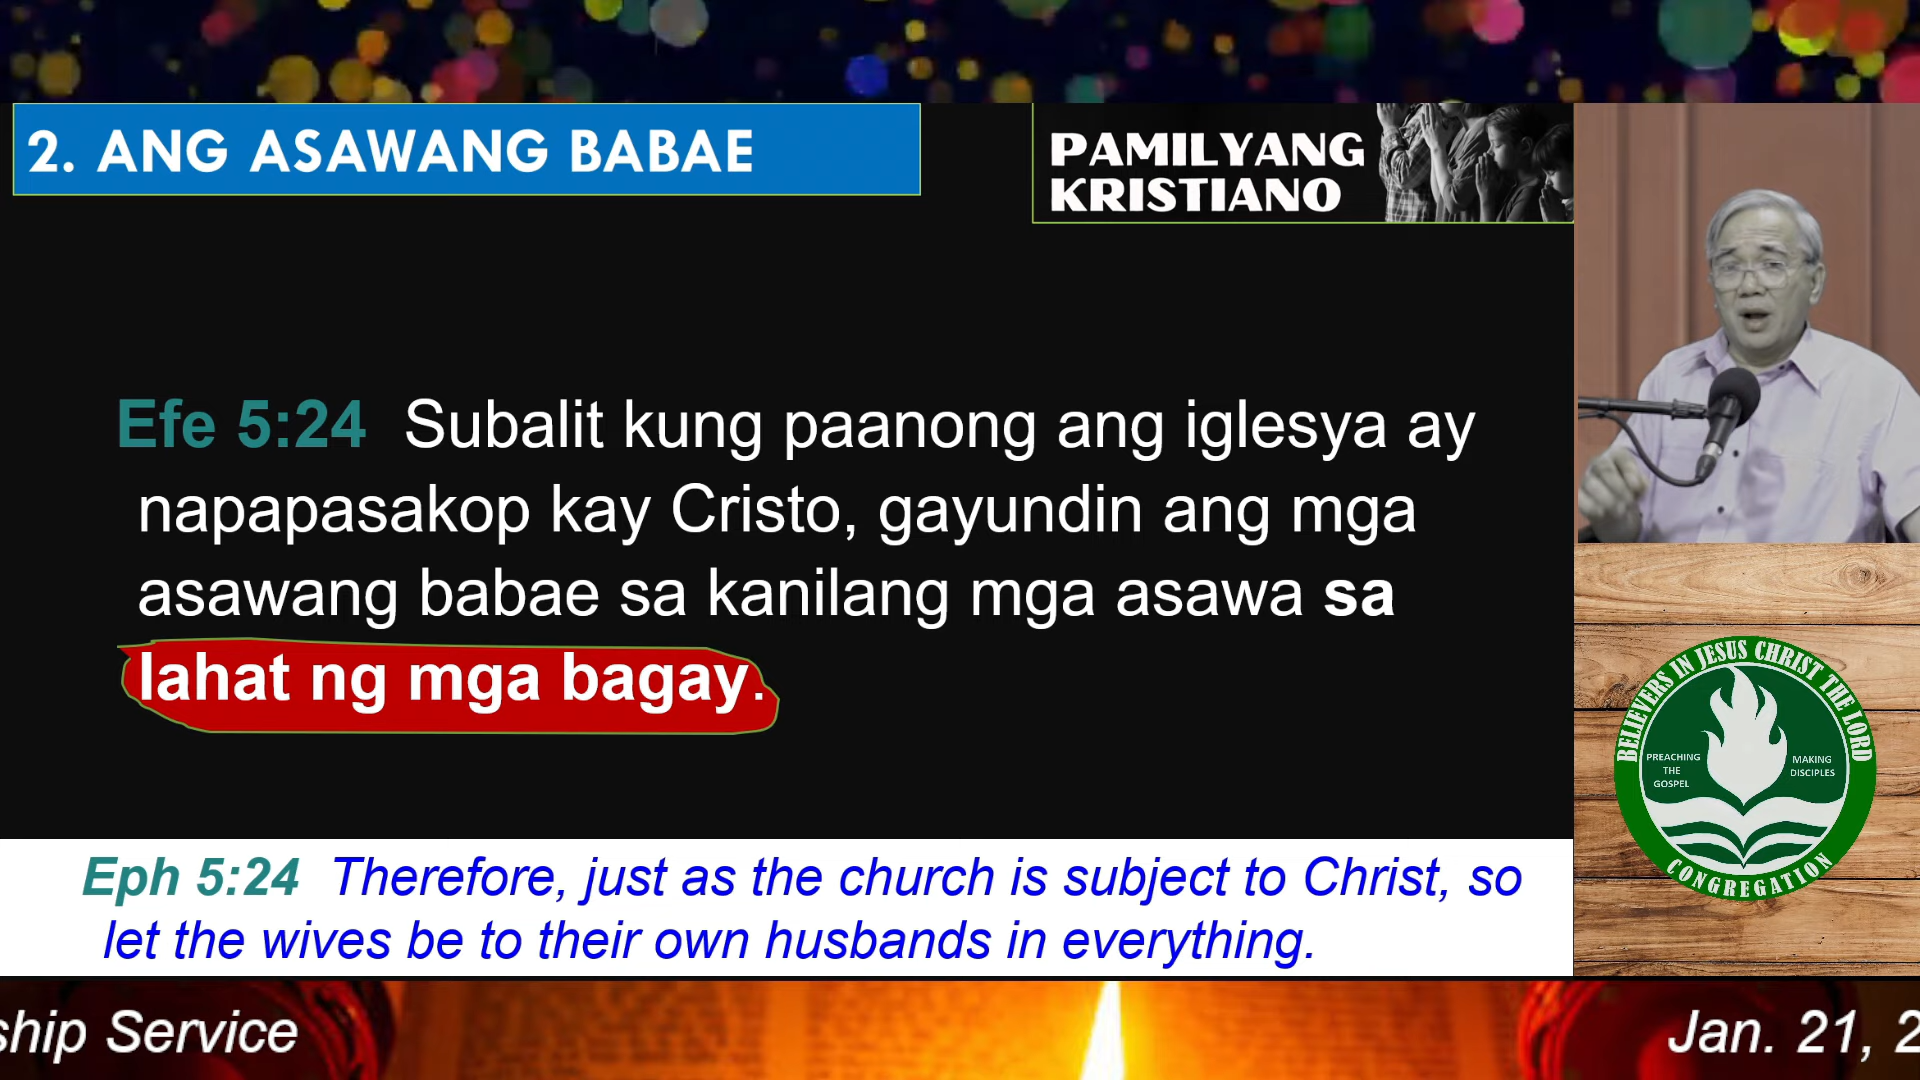 2. ANG ASAWANG BABAE
PAMILYANG
KRISTIANO
Efe 5:24 Subalit kung paanong ang iglesya ay
napapasakop kay Cristo, gayundin ang mga
asawang babae sa kanilang mga asawa sa
lahat ng mga bagay.
BELIEVERS IN JESUS CHRIST THE LORD
PREACHING
THE
GOSPEL
MAKING
DISCIPLES
CONGREGATION
Eph 5:24 Therefore, just as the church is subject to Christ, so
let the wives be to their own husbands in everything.
ship Service
Jan. 21, 2